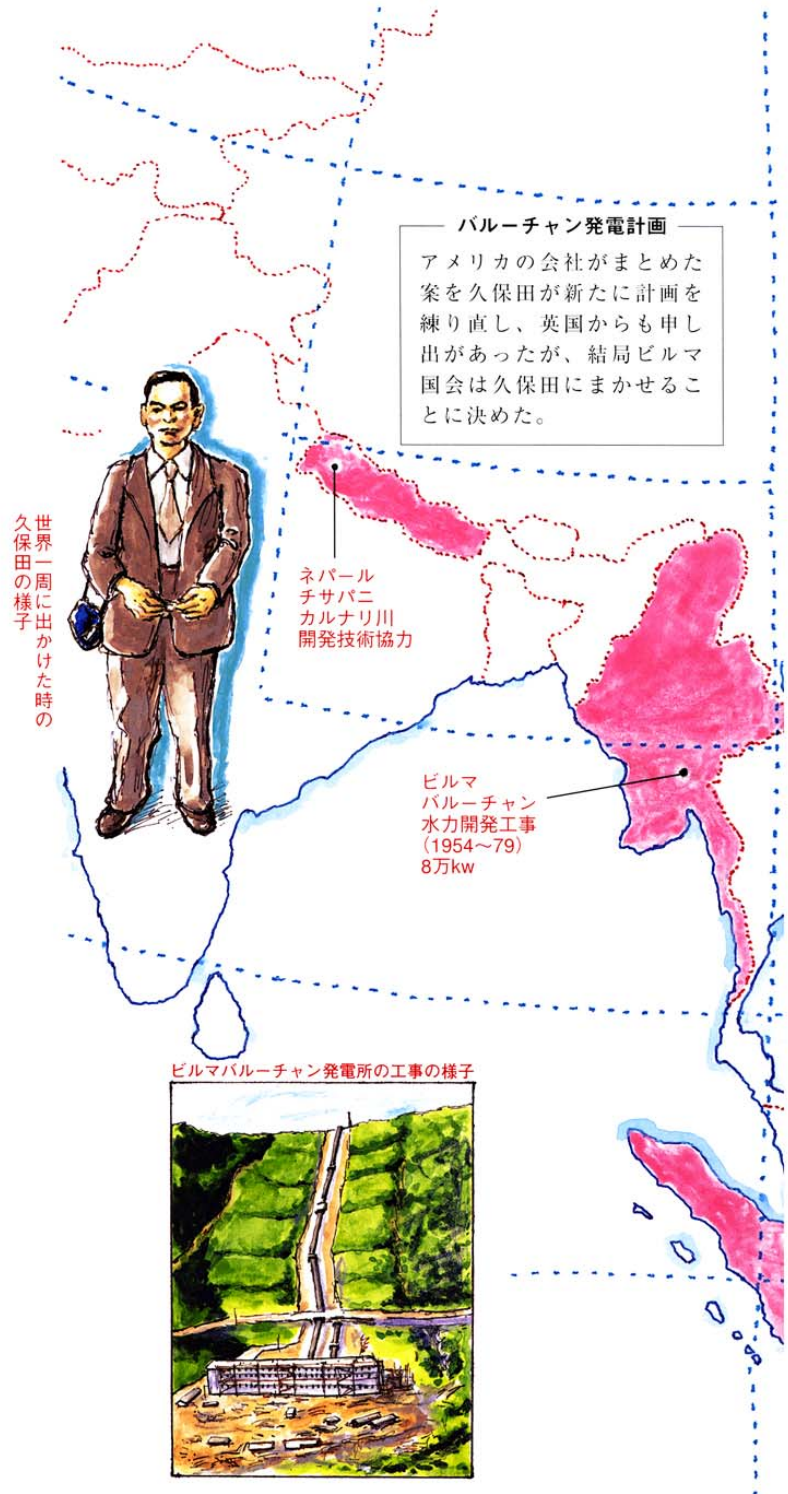 バルーチャン発電計画
アメリカの会社がまとめた
案を久保田が新たに計画を
練り直し、英国からも申し
出があったが、結局ビルマ
国会は久保田にまかせるこ
とに決めた。
世界一周に出かけた時の
久保田の様子
ネパール
チサパニ
カルナリ川
開発技術協力
ビルマ
バルーチャン
水力開発工事
(1954〜79)
8万kw
ビルマバルーチャン発電所の工事の様子